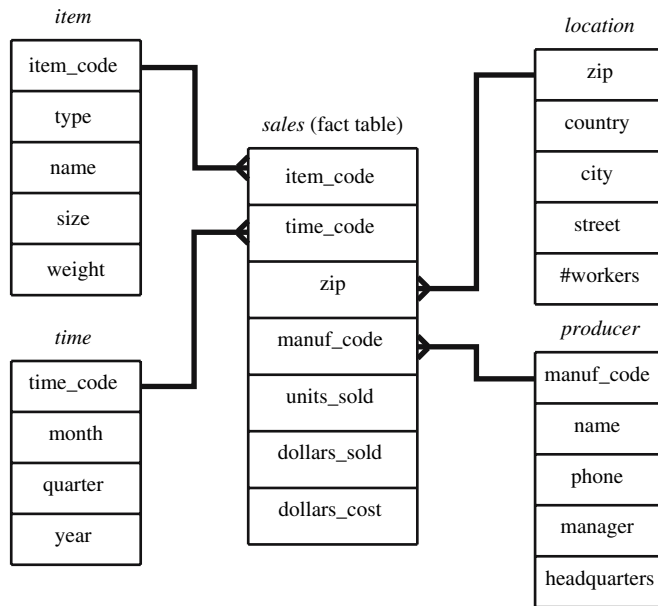 item
item_code
type
name
size
weight
time
time_code
month
quarter
year
sales (fact table)
item_code
time_code
zip
manuf_code
units_sold
dollars_sold
dollars_cost
location
zip
country
city
street
#workers
producer
manuf_code
name
phone
manager
headquarters